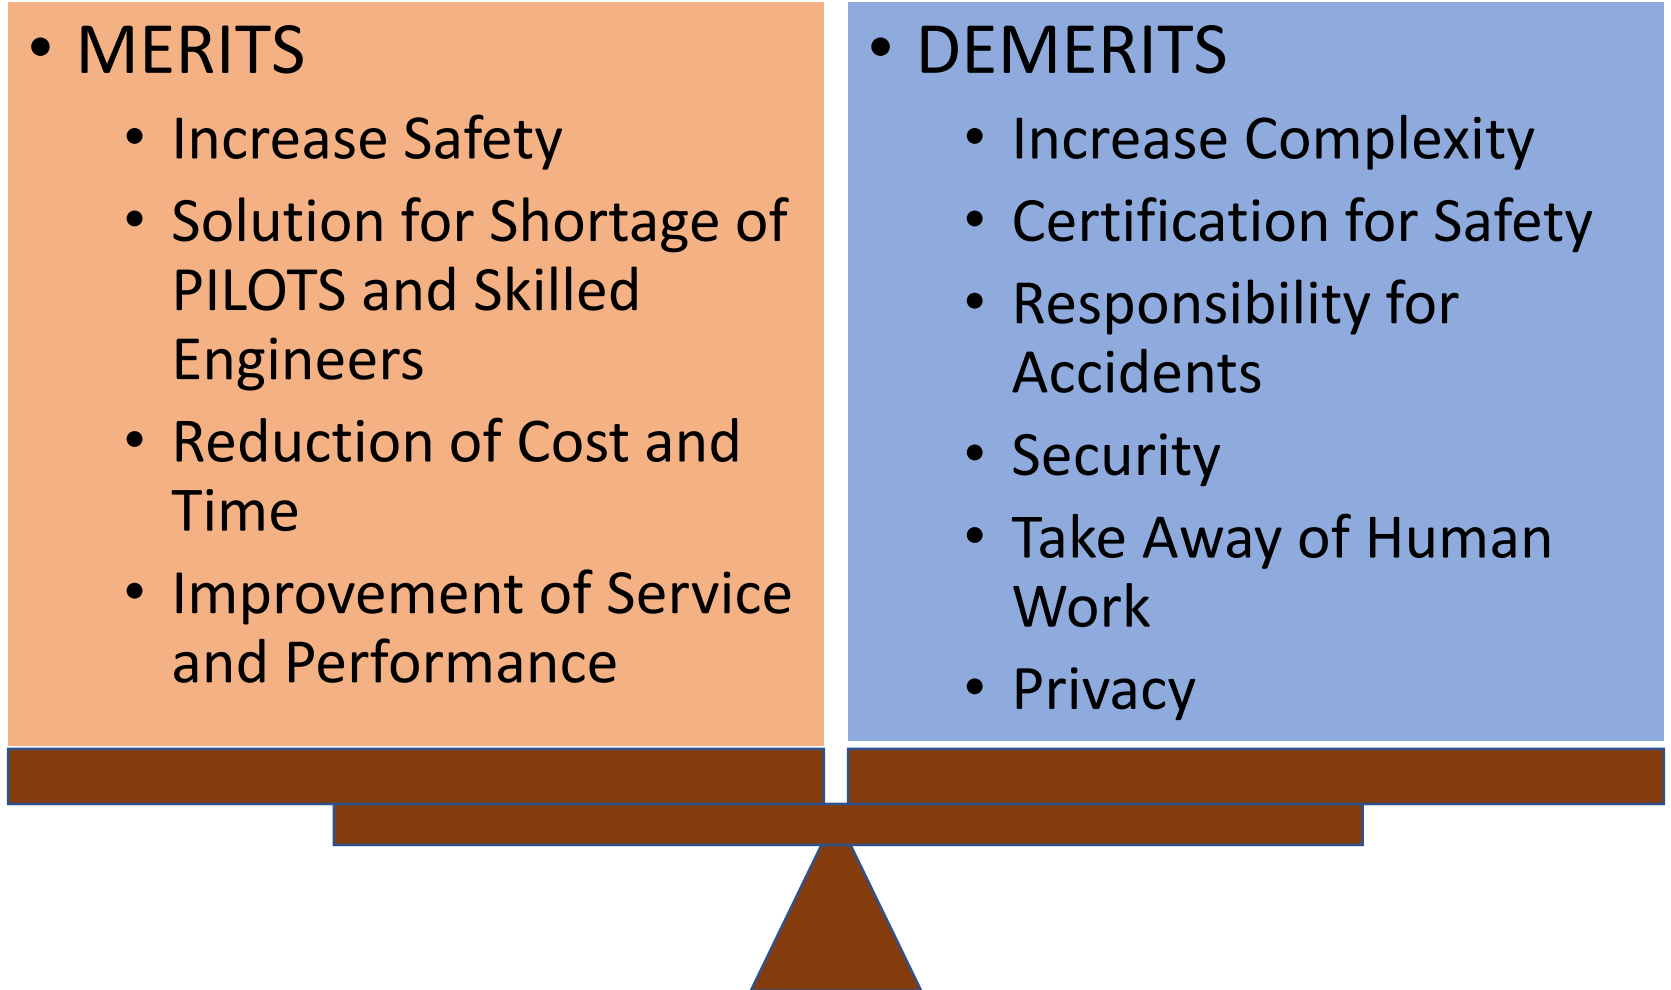 • MERITS
• Increase Safety
• Solution for Shortage of
PILOTS and Skilled
Engineers
• Reduction of Cost and
Time
• Improvement of Service
and Performance
• DEMERITS
• Increase Complexity
• Certification for Safety
• Responsibility for
Accidents
• Security
• Take Away of Human
Work
• Privacy